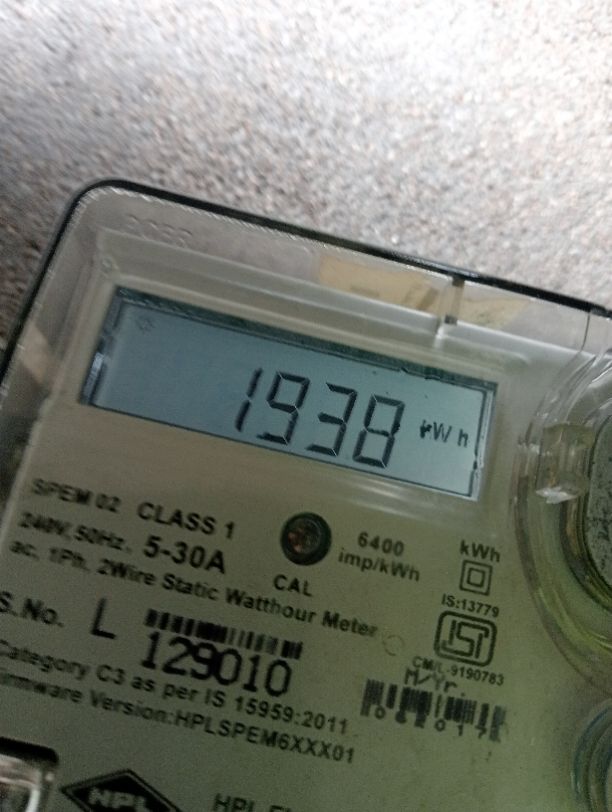 1938 kWh
SPEM 02 CLASS 1
240V, 50Hz, 5-30A
6400
imp/kWh
kWh
ac, 1Ph, 2Wire Static Watthour Meter
CAL
IS:13779
S.No. L 129010
CM/L-9190783
M/Yr.
Category C3 as per IS 15959:2011
Firmware Version:HPLSPEM6XXX01
HPL
HPL